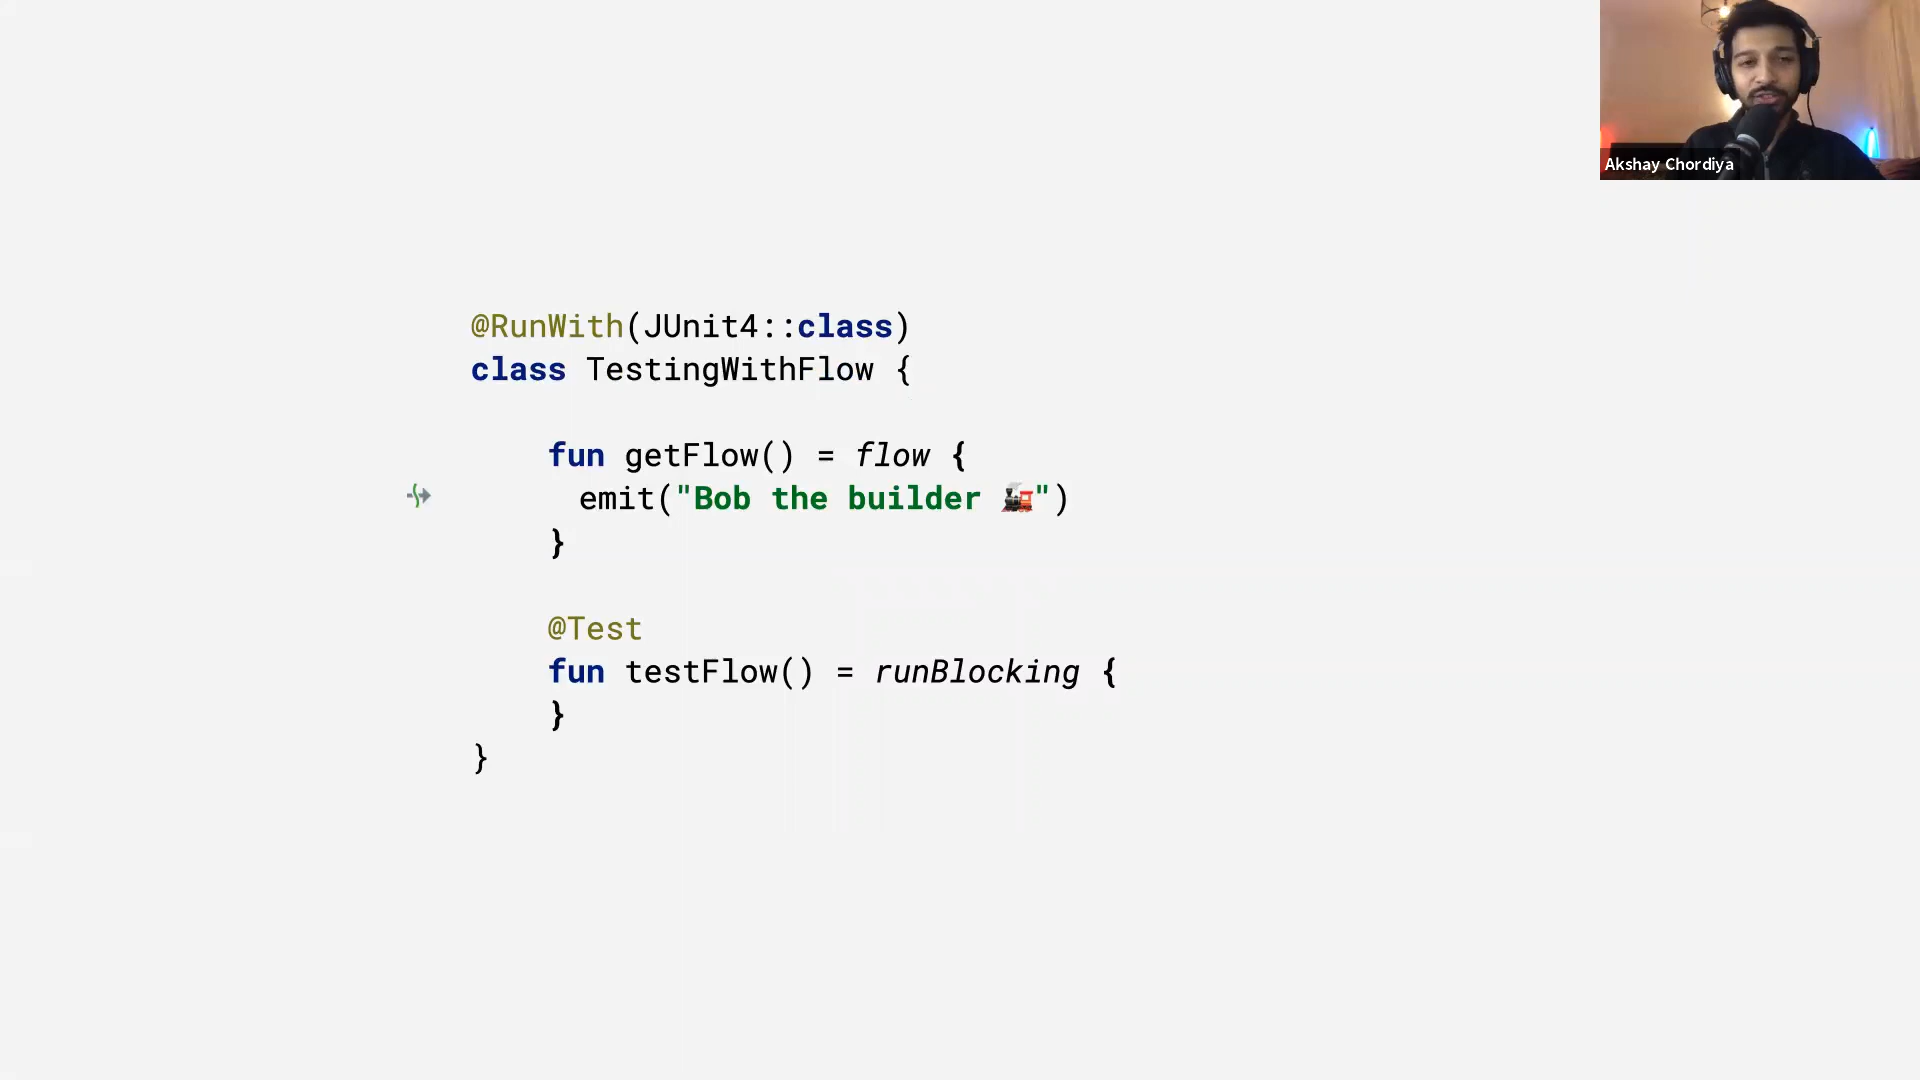 @RunWith(JUnit4::class)
class TestingWithFlow {
fun getFlow() = flow {
emit("Bob the builder 🚂")
}
@Test
fun testFlow() = runBlocking {
}
}
Akshay Chordiya